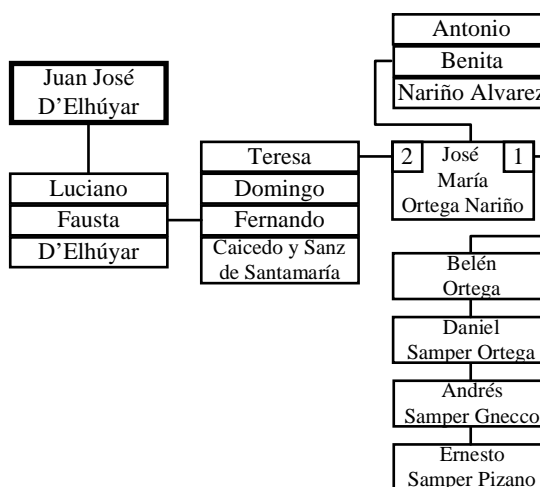 Antonio
Benita
Nariño Alvarez
Juan José
D'Elhúyar
Teresa
Domingo
Fernando
Caicedo y Sanz
de Santamaría
2
José
María
Ortega Nariño
1
Luciano
Fausta
D'Elhúyar
Belén
Ortega
Daniel
Samper Ortega
Andrés
Samper Gnecco
Ernesto
Samper Pizano